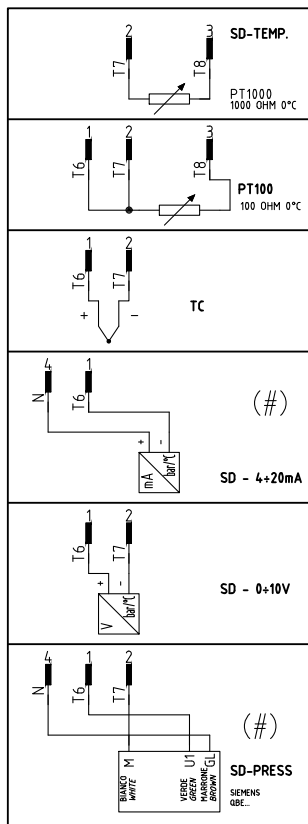 2 3 SD-TEMP.
T7 T8
PT1000
1000 OHM 0°C
1 2 3
T6 T7 T8
PT100
100 OHM 0°C
1 2
T6 T7
+ - TC
4 1
N T6 (#)
+ -
mA bar/°C
SD - 4÷20mA
1 2
T6 T7
+ -
V bar/°C
SD - 0÷10V
4 1 2
N T6 T7
(#)
BIANCO
WHITE
M
VERDE
GREEN
U1
MARRONE
BROWN
GL
SD-PRESS
SIEMENS
QBE...